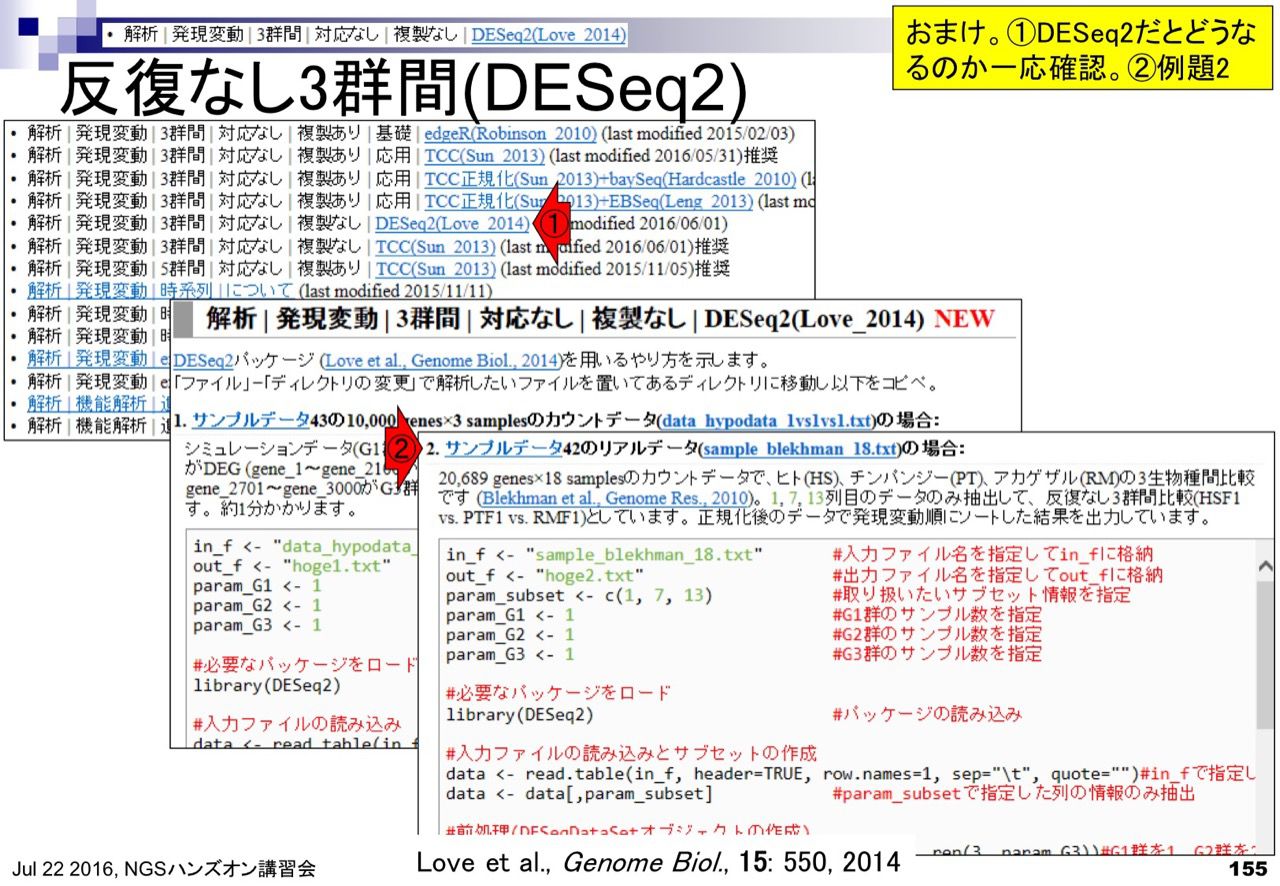 • 解析 | 発現変動 | 3群間 | 対応なし | 複製なし | DESeq2(Love_2014)
おまけ。①DESeq2だとどうな
るのか一応確認。②例題2
反復なし3群間(DESeq2)
• 解析 | 発現変動 | 3群間 | 対応なし | 複製あり | 基礎 | edgeR(Robinson_2010) (last modified 2015/02/03)
• 解析 | 発現変動 | 3群間 | 対応なし | 複製あり | 応用 | TCC(Sun_2013) (last modified 2016/05/31)推奨
• 解析 | 発現変動 | 3群間 | 対応なし | 複製あり | 応用 | TCC正規化(Sun_2013)+baySeq(Hardcastle_2010) (la
• 解析 | 発現変動 | 3群間 | 対応なし | 複製あり | 応用 | TCC正規化(Sun_2013)+EBSeq(Leng_2013) (last mo
• 解析 | 発現変動 | 3群間 | 対応なし | 複製なし | DESeq2(Love_2014) ① modified 2016/06/01)
• 解析 | 発現変動 | 3群間 | 対応なし | 複製なし | TCC(Sun_2013) (last modified 2016/06/01)推奨
• 解析 | 発現変動 | 5群間 | 対応なし | 複製あり | TCC(Sun_2013) (last modified 2015/11/05)推奨
• 解析 | 発現変動 | 時系列 | について (last modified 2015/11/11)
• 解析 | 発現変動 | 時
• 解析 | 発現変動 | 時
• 解析 | 発現変動 | e
• 解析 | 発現変動 | e
• 解析 | 機能解析 |
• 解析 | 機能解析 |
解析 | 発現変動 | 3群間 | 対応なし | 複製なし | DESeq2(Love_2014) NEW
DESeq2パッケージ (Love et al., Genome Biol., 2014)を用いるやり方を示します。
「ファイル」−「ディレクトリの変更」で解析したいファイルを置いてあるディレクトリに移動し以下をコピペ。
1. サンプルデータ43の10,000 genes×3 samplesのカウントデータ(data_hypodata_1vs1vs1.txt)の場合:
シミュレーションデータ(G1
がDEG (gene_1～gene_210
gene_2701～gene_3000がG3群
す。約1分かかります。
in_f <- "data_hypodata_
out_f <- "hoge1.txt"
param_G1 <- 1
param_G2 <- 1
param_G3 <- 1
#必要なパッケージをロード
library(DESeq2)
#入力ファイルの読み込み
data <- read.table(in_f
②
2. サンプルデータ42のリアルデータ(sample_blekhman_18.txt)の場合:
20,689 genes×18 samplesのカウントデータで、ヒト(HS), チンパンジー(PT), アカゲザル(RM)の3生物種間比較
です (Blekhman et al., Genome Res., 2010)。1, 7, 13列目のデータのみ抽出して、反復なし3群間比較(HSF1
vs. PTF1 vs. RMF1)としています。正規化後のデータで発現変動順にソートした結果を出力しています。
in_f <- "sample_blekhman_18.txt" #入力ファイル名を指定してin_fに格納
out_f <- "hoge2.txt" #出力ファイル名を指定してout_fに格納
param_subset <- c(1, 7, 13) #取り扱いたいサブセット情報を指定
param_G1 <- 1 #G1群のサンプル数を指定
param_G2 <- 1 #G2群のサンプル数を指定
param_G3 <- 1 #G3群のサンプル数を指定
#必要なパッケージをロード
library(DESeq2) #パッケージの読み込み
#入力ファイルの読み込みとサブセットの作成
data <- read.table(in_f, header=TRUE, row.names=1, sep="\t", quote="")#in_fで指定し
data <- data[,param_subset] #param_subsetで指定した列の情報のみ抽出
#前処理(DESeqDataSetオブジェクトの作成)
rep(3, param_G3))#G1群を1、G2群を2
Jul 22 2016, NGSハンズオン講習会
Love et al., Genome Biol., 15: 550, 2014
155